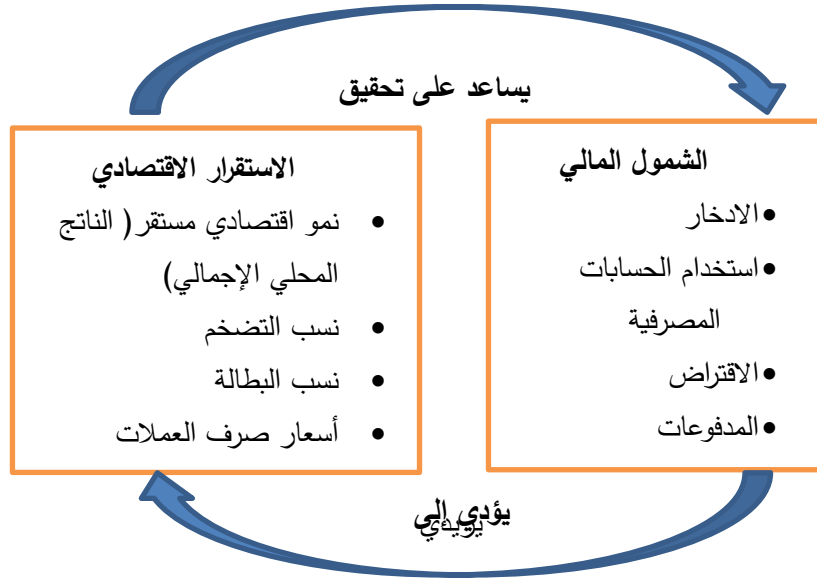 يساعد على تحقيق
الشمول المالي
•الادخار
•استخدام الحسابات
المصرفية
•الاقتراض
•المدفوعات
الاستقرار الاقتصادي
• نمو اقتصادي مستقر( الناتج
المحلي الإجمالي)
• نسب التضخم
• نسب البطالة
• أسعار صرف العملات
يؤدي إلى